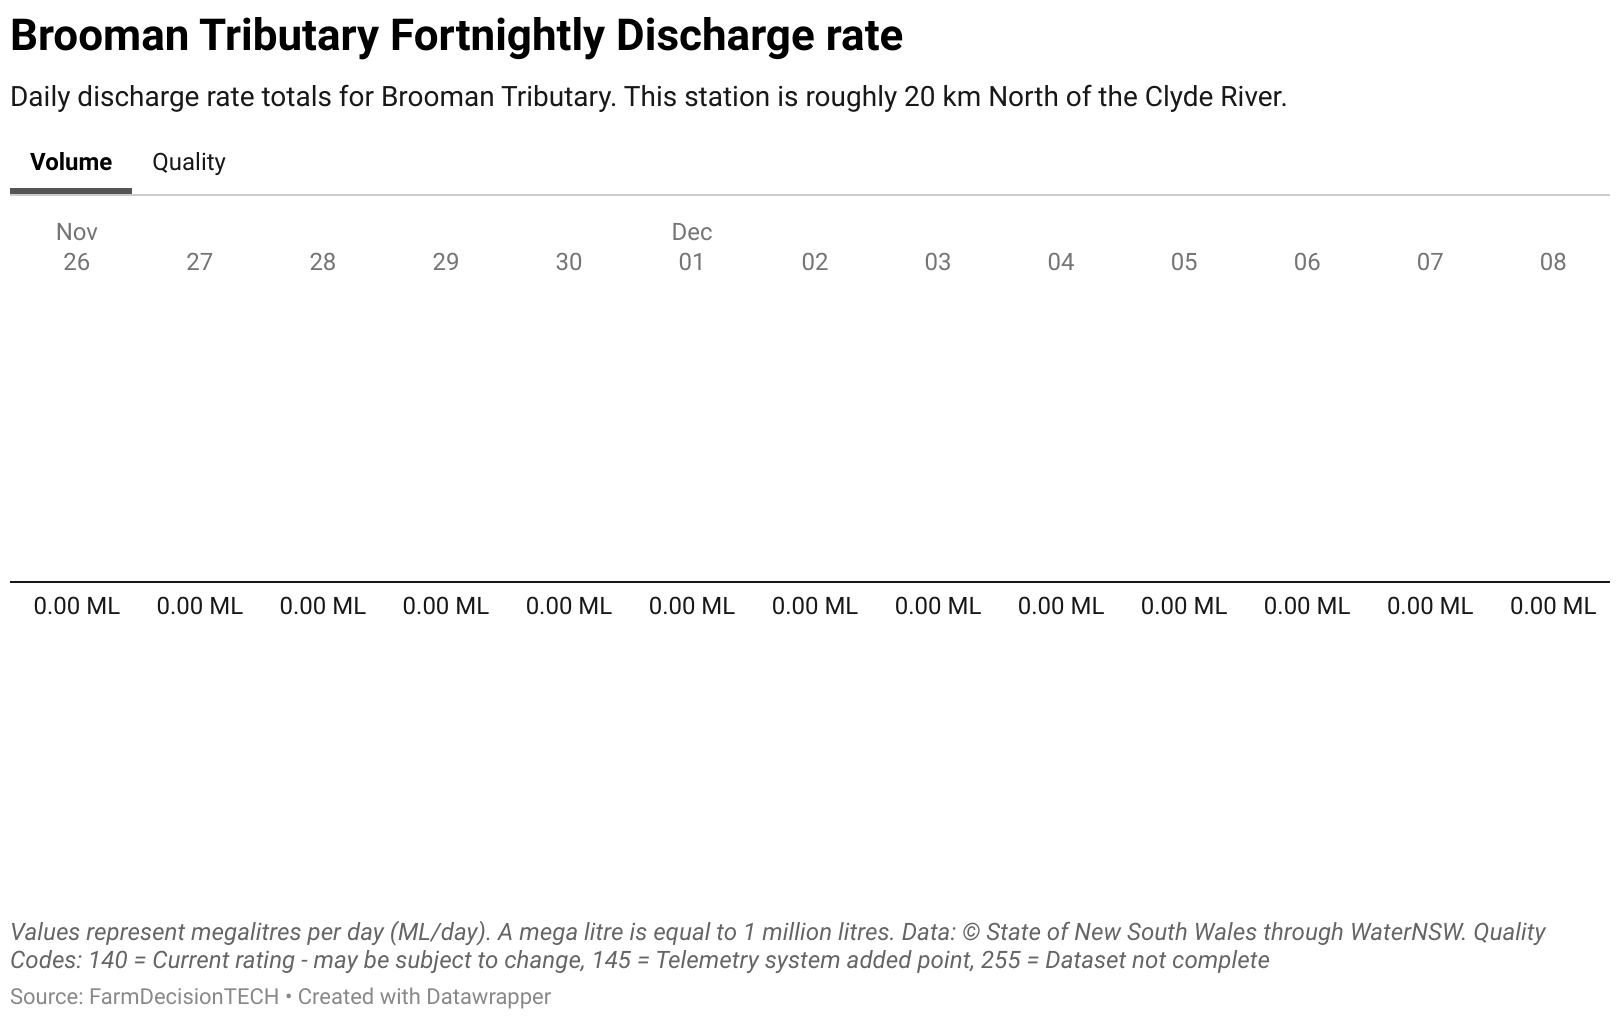 Brooman Tributary Fortnightly Discharge rate
Daily discharge rate totals for Brooman Tributary. This station is roughly 20 km North of the Clyde River.
Volume Quality
Nov Dec
26 27 28 29 30 01 02 03 04 05 06 07 08
0.00 ML 0.00 ML 0.00 ML 0.00 ML 0.00 ML 0.00 ML 0.00 ML 0.00 ML 0.00 ML 0.00 ML 0.00 ML 0.00 ML 0.00 ML
Values represent megalitres per day (ML/day). A mega litre is equal to 1 million litres. Data: © State of New South Wales through WaterNSW. Quality
Codes: 140 = Current rating - may be subject to change, 145 = Telemetry system added point, 255 = Dataset not complete
Source: FarmDecisionTECH • Created with Datawrapper